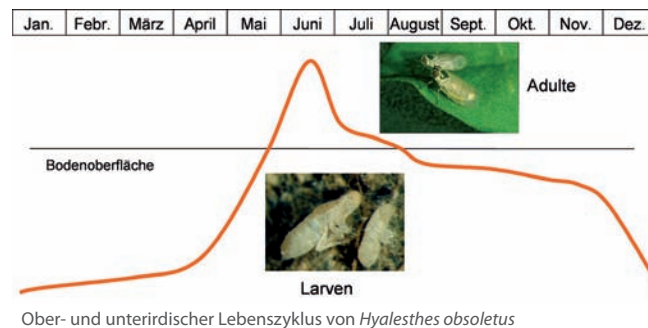 Jan. Febr. März April Mai Juni Juli August Sept. Okt. Nov. Dez.
Adulte
Bodenoberfläche
Larven
Ober- und unterirdischer Lebenszyklus von Hyalesthes obsoletus